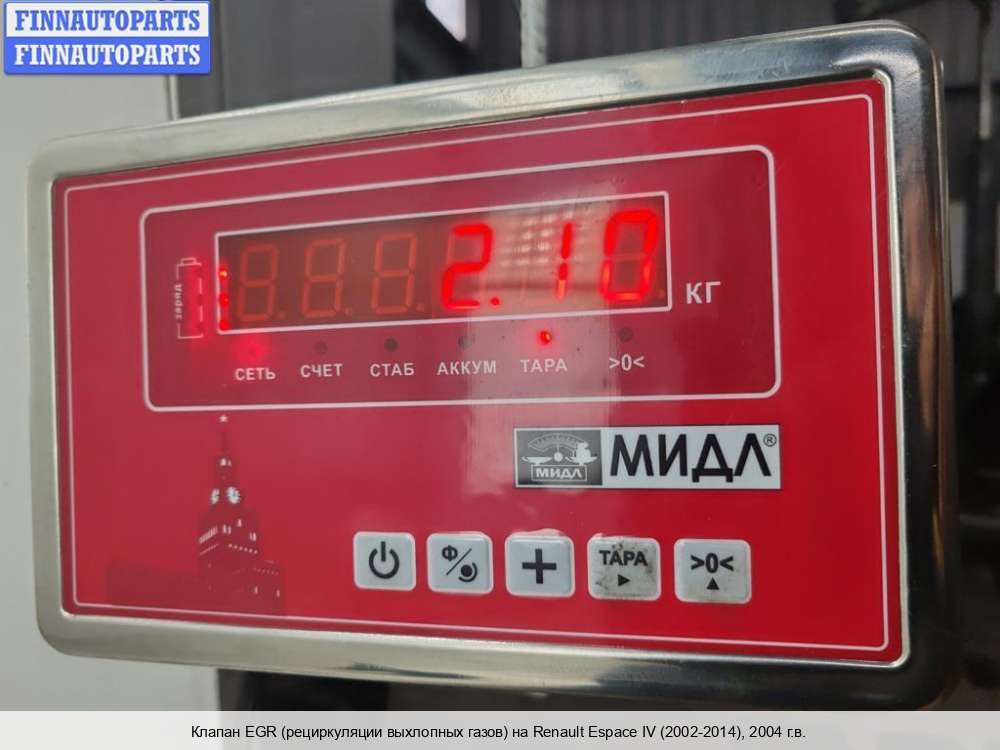 FINNAUTOPARTS
FINNAUTOPARTS
2.10
КГ
заряд
СЕТЬ СЧЕТ СТАБ АККУМ ТАРА >0<
МИДЛ МИДЛ®
Ф/ + ТАРА >0<
Клапан EGR (рециркуляции выхлопных газов) на Renault Espace IV (2002-2014), 2004 г.в.